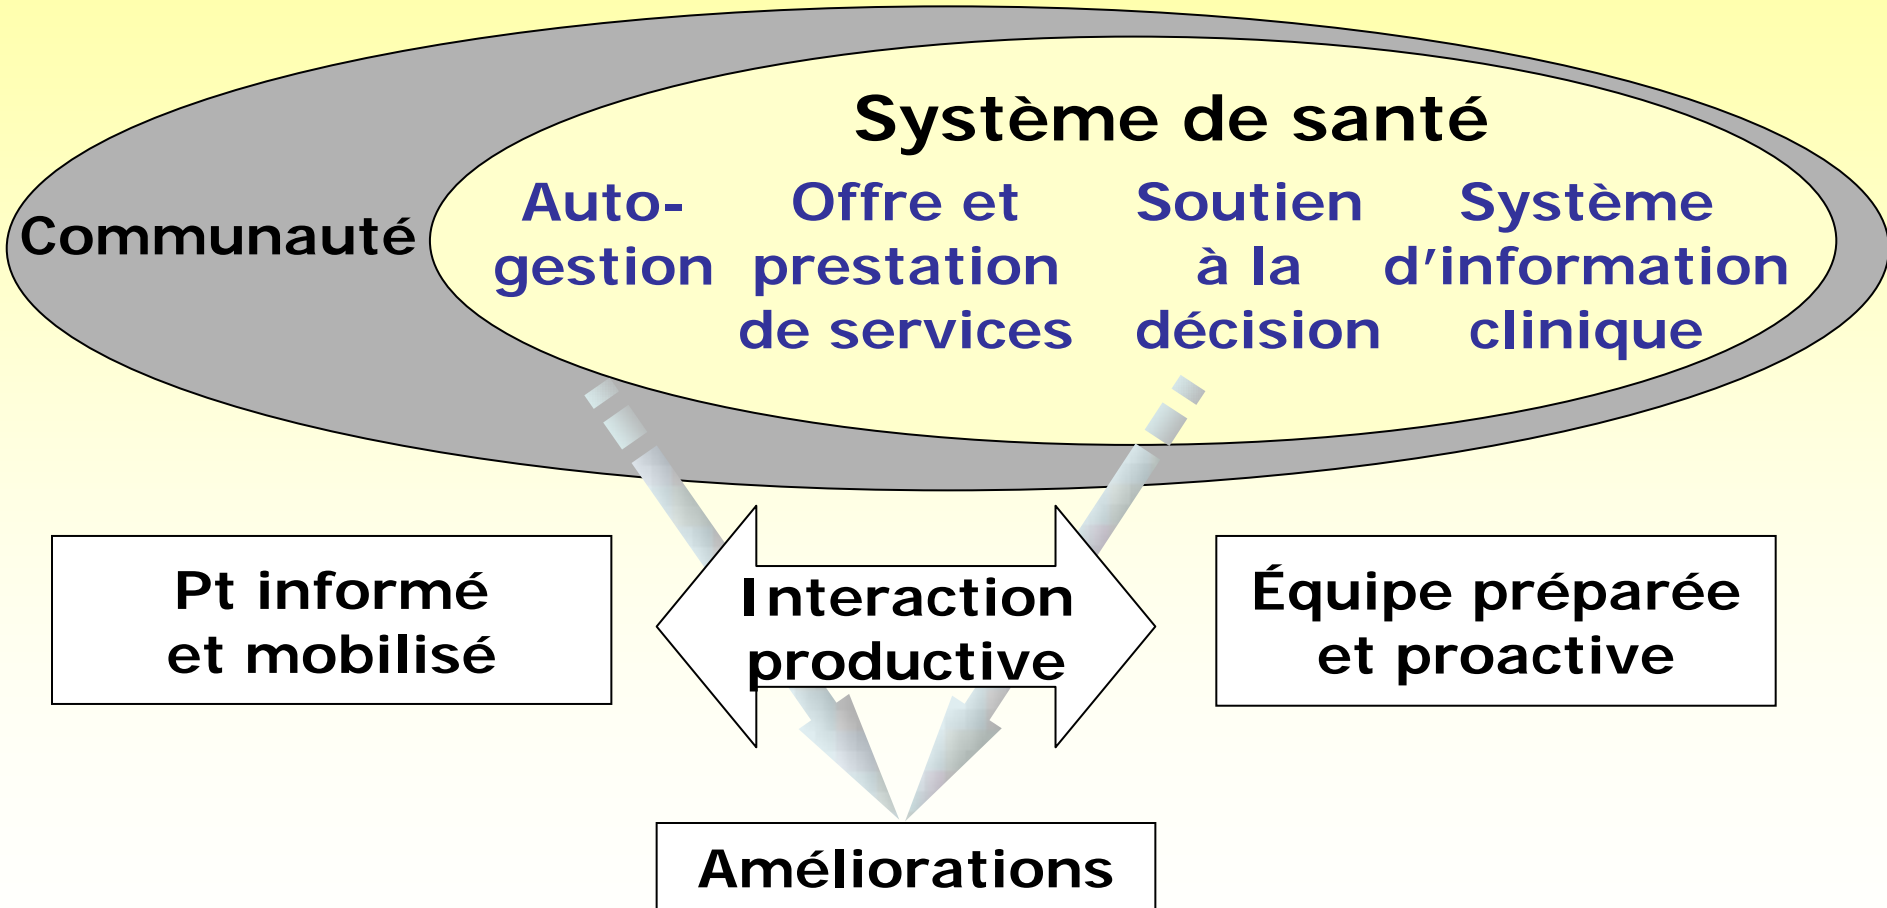 Système de santé
Communauté
Auto-
gestion
Offre et
prestation
de services
Soutien
à la
décision
Système
d’information
clinique
Pt informé
et mobilisé
Interaction
productive
Équipe préparée
et proactive
Améliorations